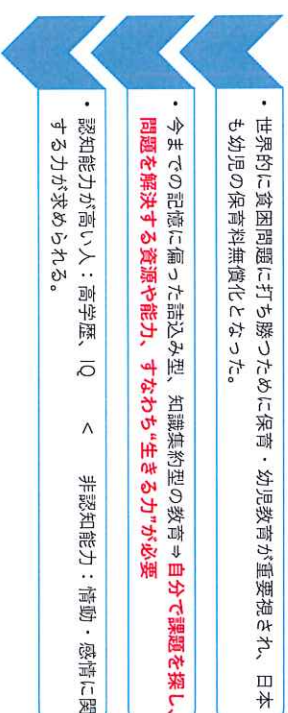 ・世界的に貧困問題に打ち勝つために保育・幼児教育が重要視され、日本
も幼児の保育料無償化となった。
・今までの記憶に偏った詰込み型、知識集約型の教育⇒自分で課題を探し、
問題を解決する資源や能力、すなわち“生きる力”が必要
・認知能力が高い人：高学歴、IQ < 非認知能力：情動・感情に関
する力が求められる。